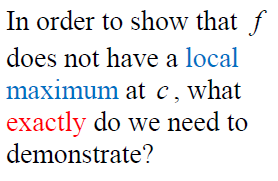 In order to show that f
does not have a local
maximum at c, what
exactly do we need to
demonstrate?